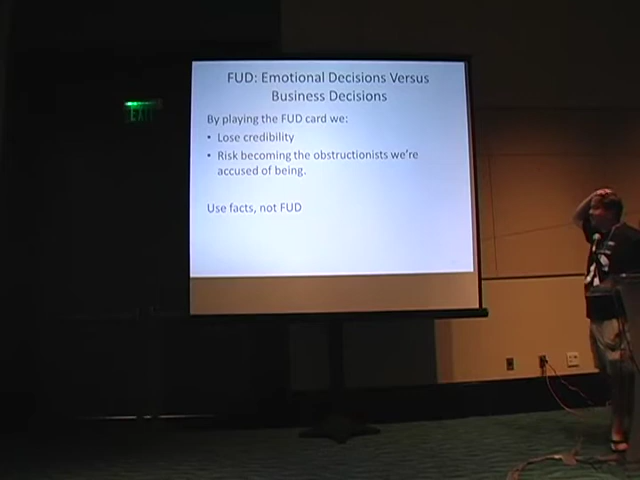 EXIT
FUD: Emotional Decisions Versus
Business Decisions
By playing the FUD card we:
• Lose credibility
• Risk becoming the obstructionists we're
accused of being.
Use facts, not FUD